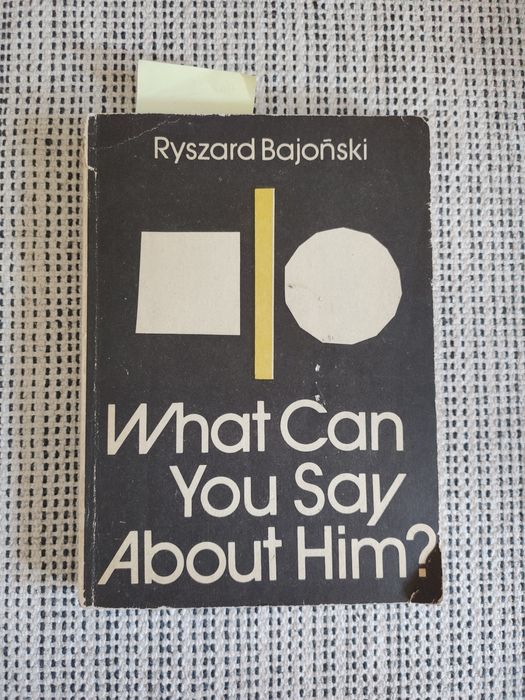 Ryszard Bajoński
What Can
You Say
About Him?